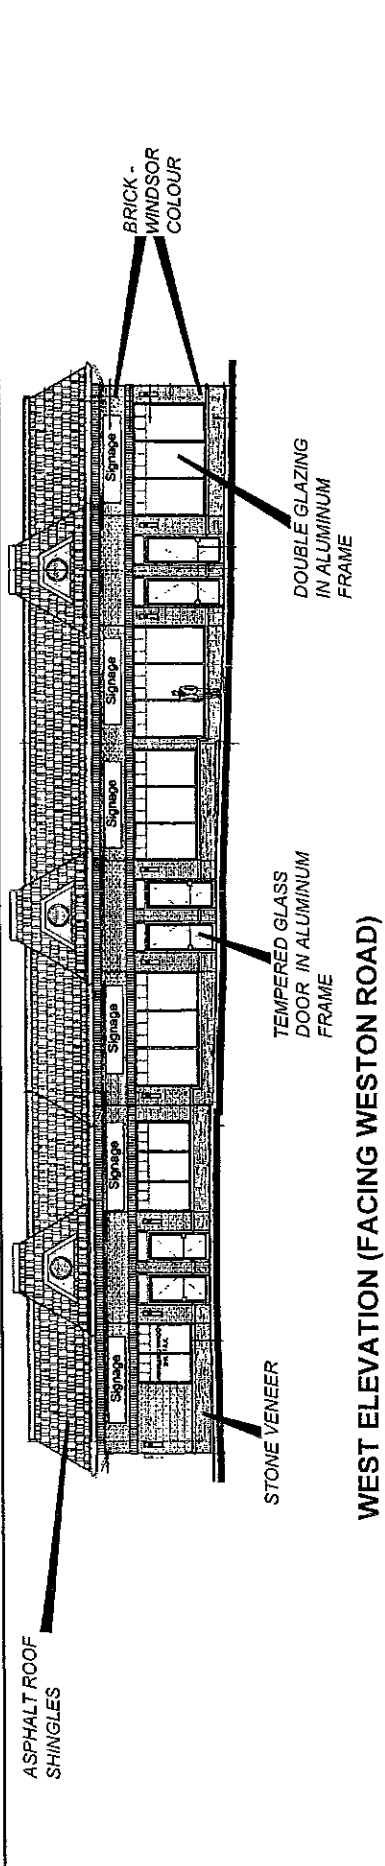 ASPHALT ROOF
SHINGLES
BRICK -
WINDSOR
COLOUR
Signage
Signage
Signage
Signage
Signage
Signage
STONE VENEER
TEMPERED GLASS
DOOR IN ALUMINUM
FRAME
DOUBLE GLAZING
IN ALUMINUM
FRAME
WEST ELEVATION (FACING WESTON ROAD)